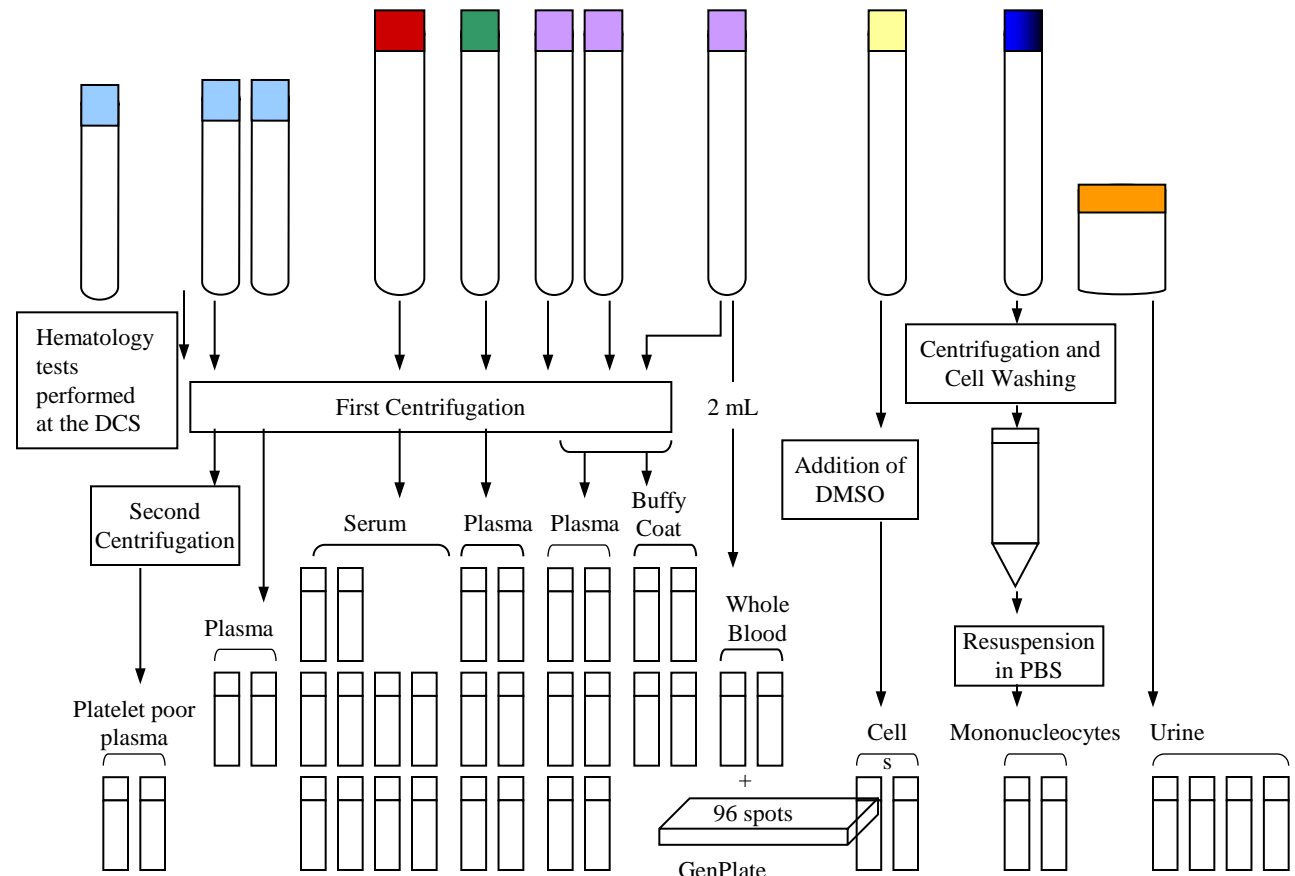 Hematology
tests
performed
at the DCS
First Centrifugation
2 mL
Centrifugation and
Cell Washing
Addition of
DMSO
Second
Centrifugation
Serum
Plasma
Plasma
Buffy
Coat
Plasma
Whole
Blood
Resuspension
in PBS
Platelet poor
plasma
Cell
s
Mononucleocytes
Urine
+
96 spots
GenPlate